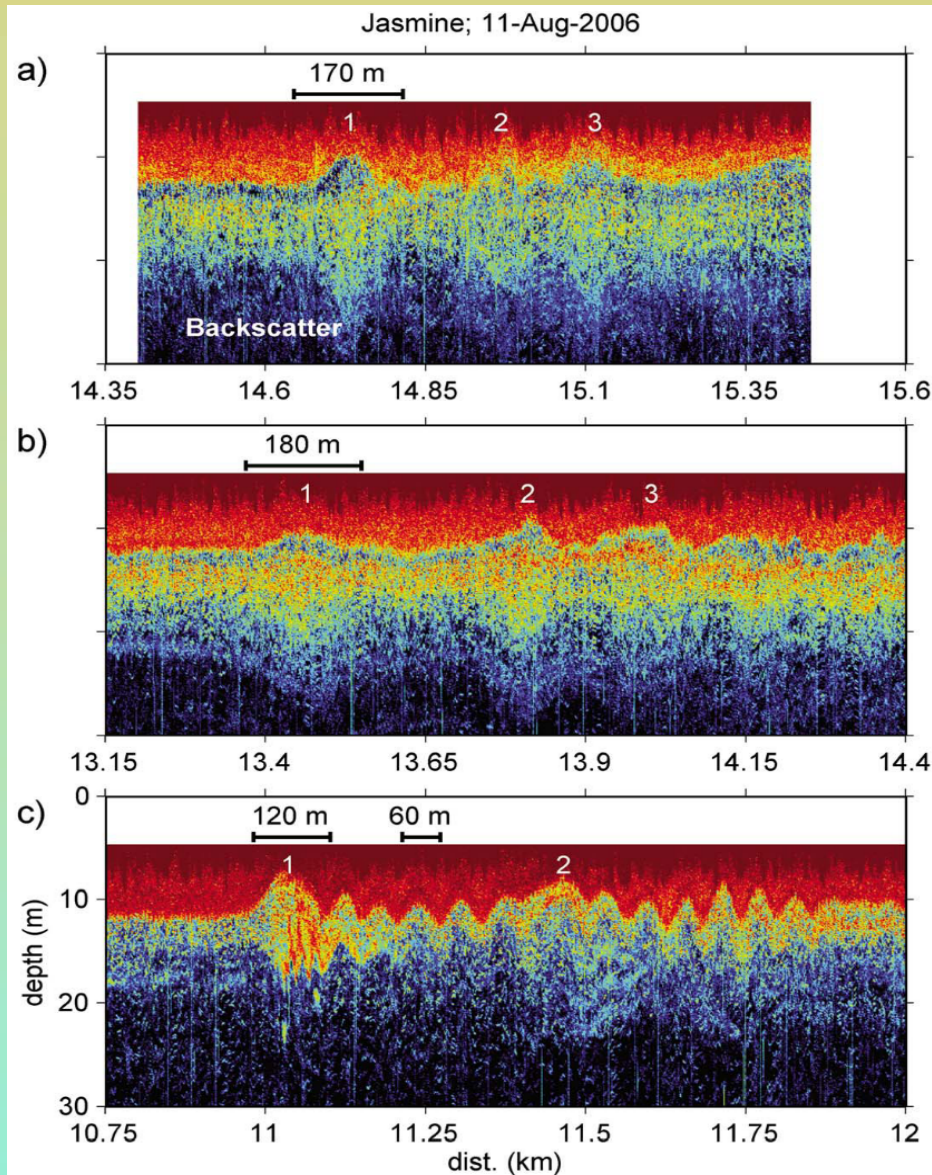 Jasmine; 11-Aug-2006
a)
170 m
1 2 3
Backscatter
14.35 14.6 14.85 15.1 15.35 15.6
b)
180 m
1 2 3
13.15 13.4 13.65 13.9 14.15 14.4
c)
0
120 m 60 m
1 2
10
depth (m)
20
30
10.75 11 11.25 11.5 11.75 12
dist. (km)